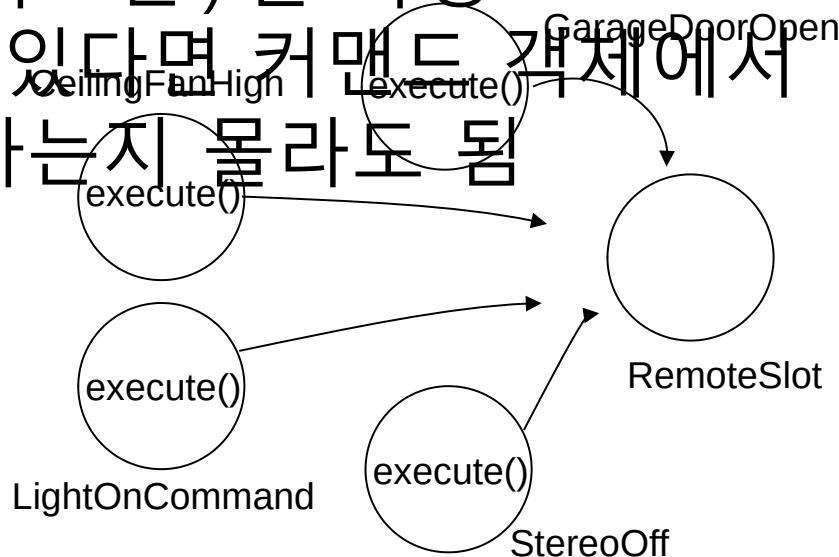 GarageDoorOpen
있다면 커맨드 객체에서
CeilingFanHigh
execute()
하는지 몰라도 됨
execute()
RemoteSlot
execute()
LightOnCommand
execute()
StereoOff